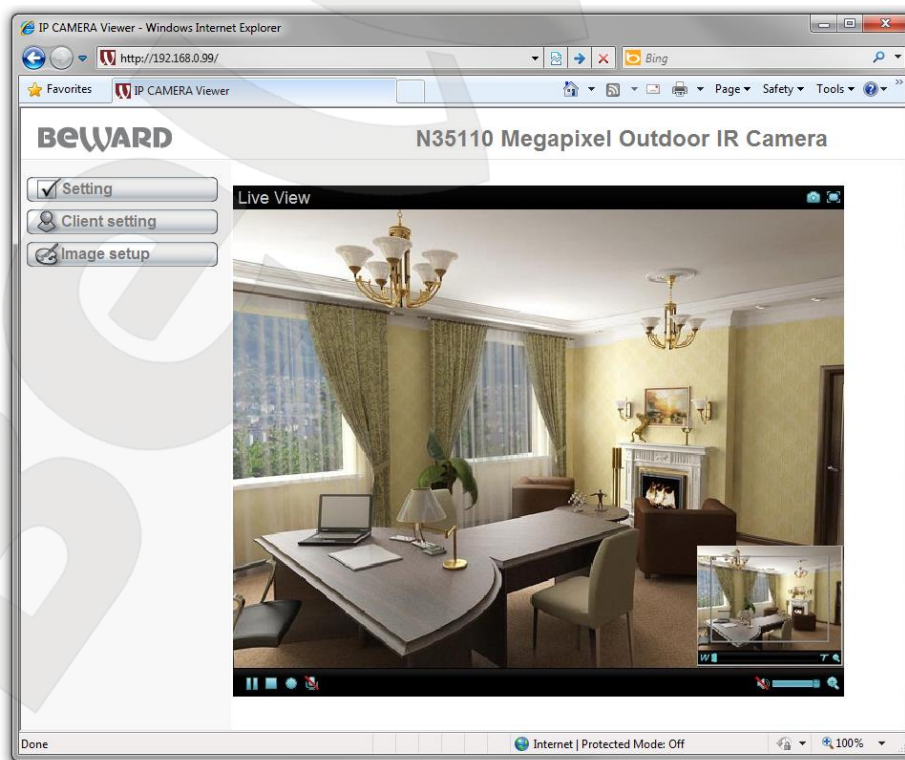 IP CAMERA Viewer - Windows Internet Explorer
http://192.168.0.99/
Bing
Favorites
IP CAMERA Viewer
Page
Safety
Tools
BEWARD
N35110 Megapixel Outdoor IR Camera
Setting
Client setting
Image setup
Live View
W
T
Done
Internet | Protected Mode: Off
100%